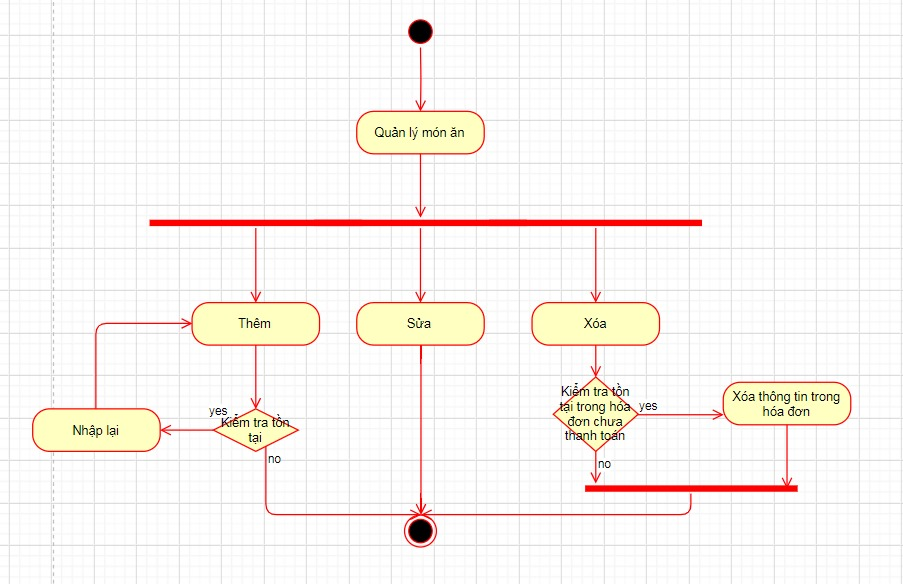 Quản lý món ăn
Thêm
Sửa
Xóa
Nhập lại
yes
Kiểm tra tồn
tại
no
Kiểm tra tồn
tại trong hóa
đơn chưa
thanh toán
yes
no
Xóa thông tin trong
hóa đơn